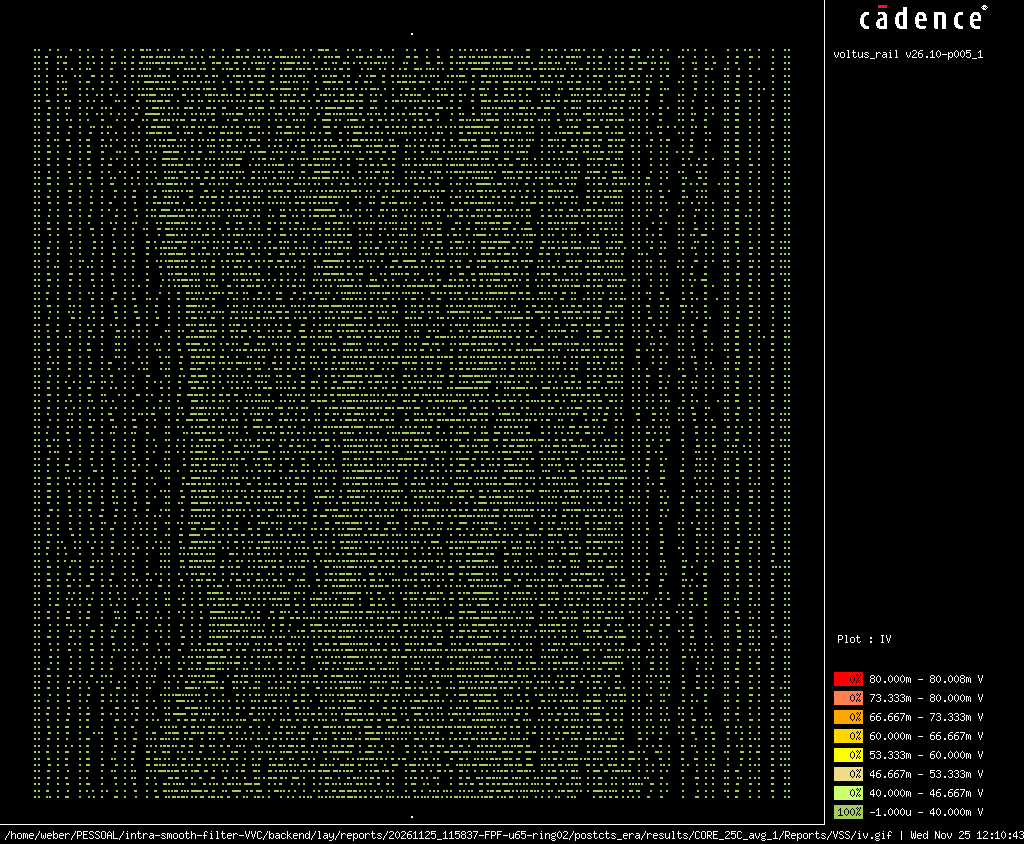 cādence®
voltus_rail v26.10-p005_1
Plot : IV
0% 80.000m - 80.008m V
0% 73.333m - 80.000m V
0% 66.667m - 73.333m V
0% 60.000m - 66.667m V
0% 53.333m - 60.000m V
0% 46.667m - 53.333m V
0% 40.000m - 46.667m V
100% -1.000u - 40.000m V
/home/weber/PESSOAL/intra-smooth-filter-VVC/backend/lay/reports/20261125_115837-FPF-u65-ring02/postcts_era/results/CORE_25C_avg_1/Reports/VSS/iv.gif | Wed Nov 25 12:10:43